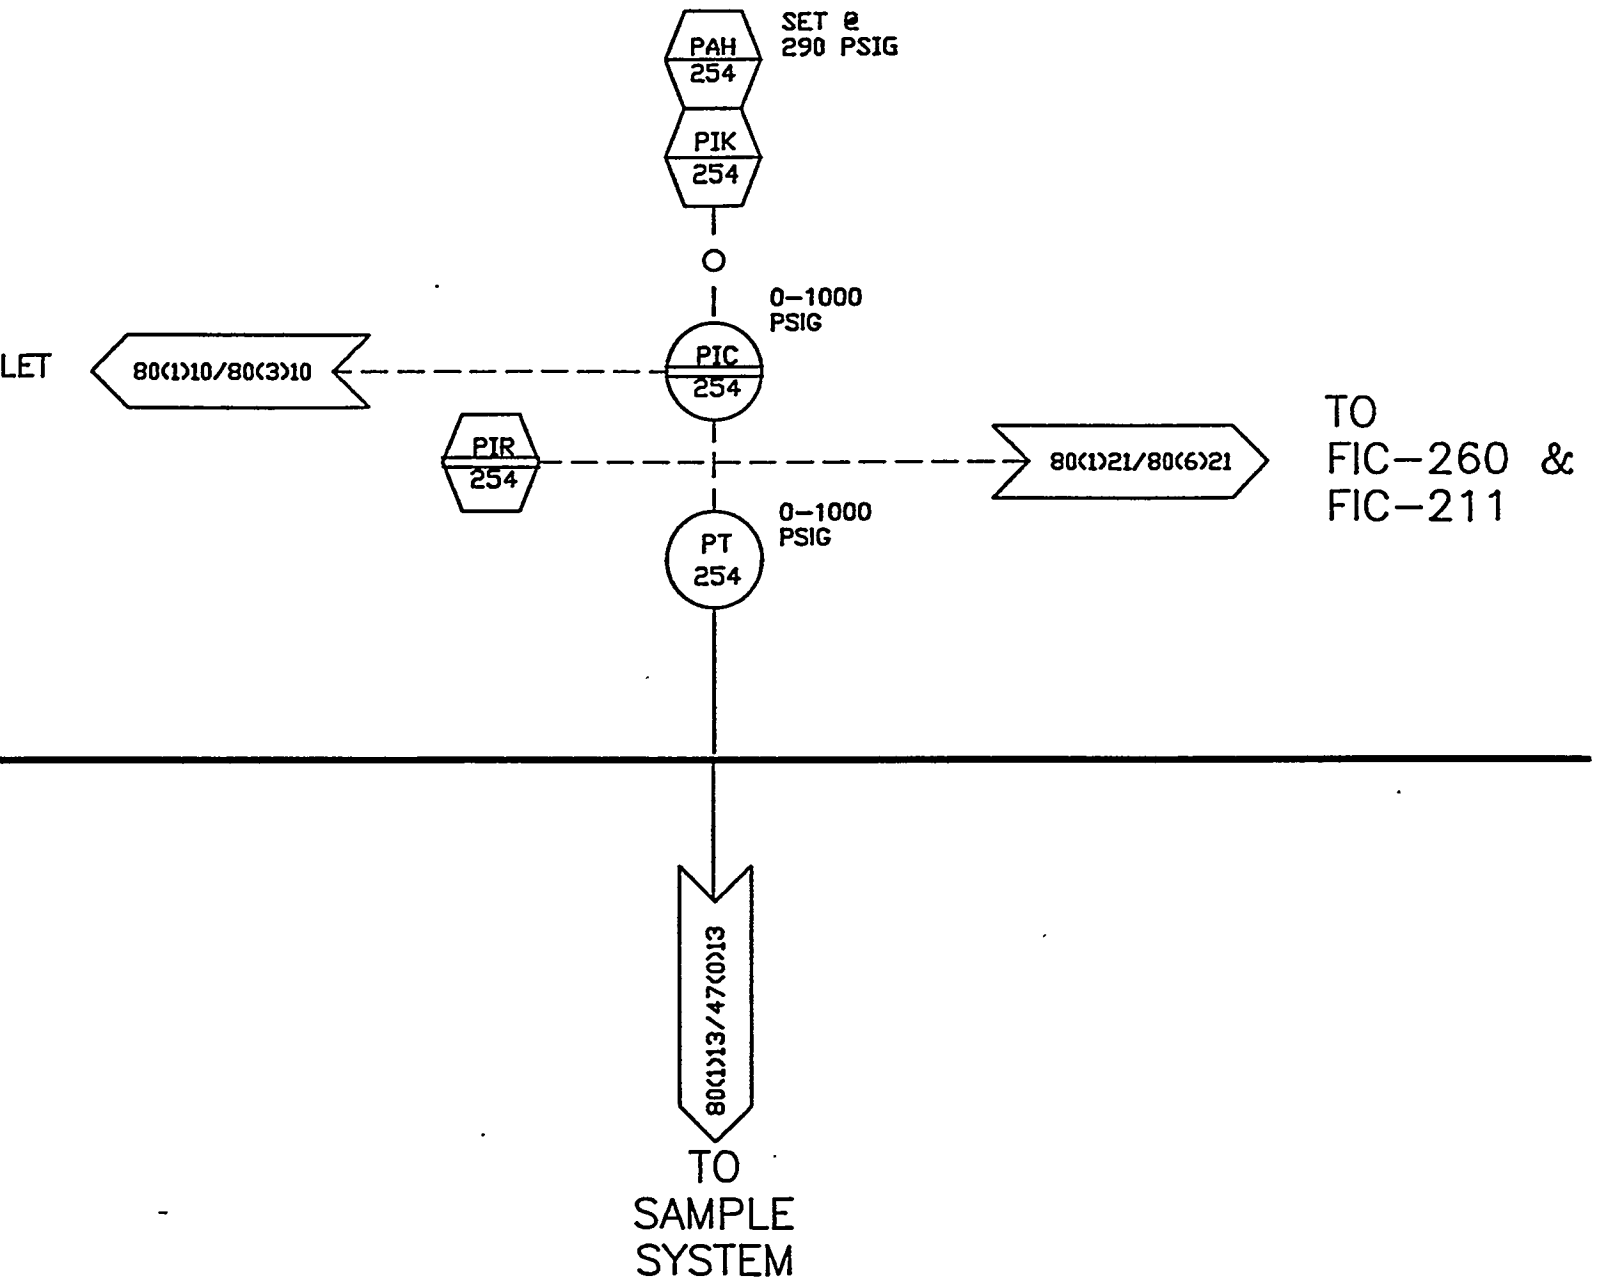 PAH
254
SET @
290 PSIG
PIK
254
0-1000
PSIG
LET
80(1)10/80(3)10
PIC
254
PIR
254
80(1)21/80(6)21
TO
FIC-260 &
FIC-211
0-1000
PSIG
PT
254
80(1)13/47(0)13
TO
SAMPLE
SYSTEM